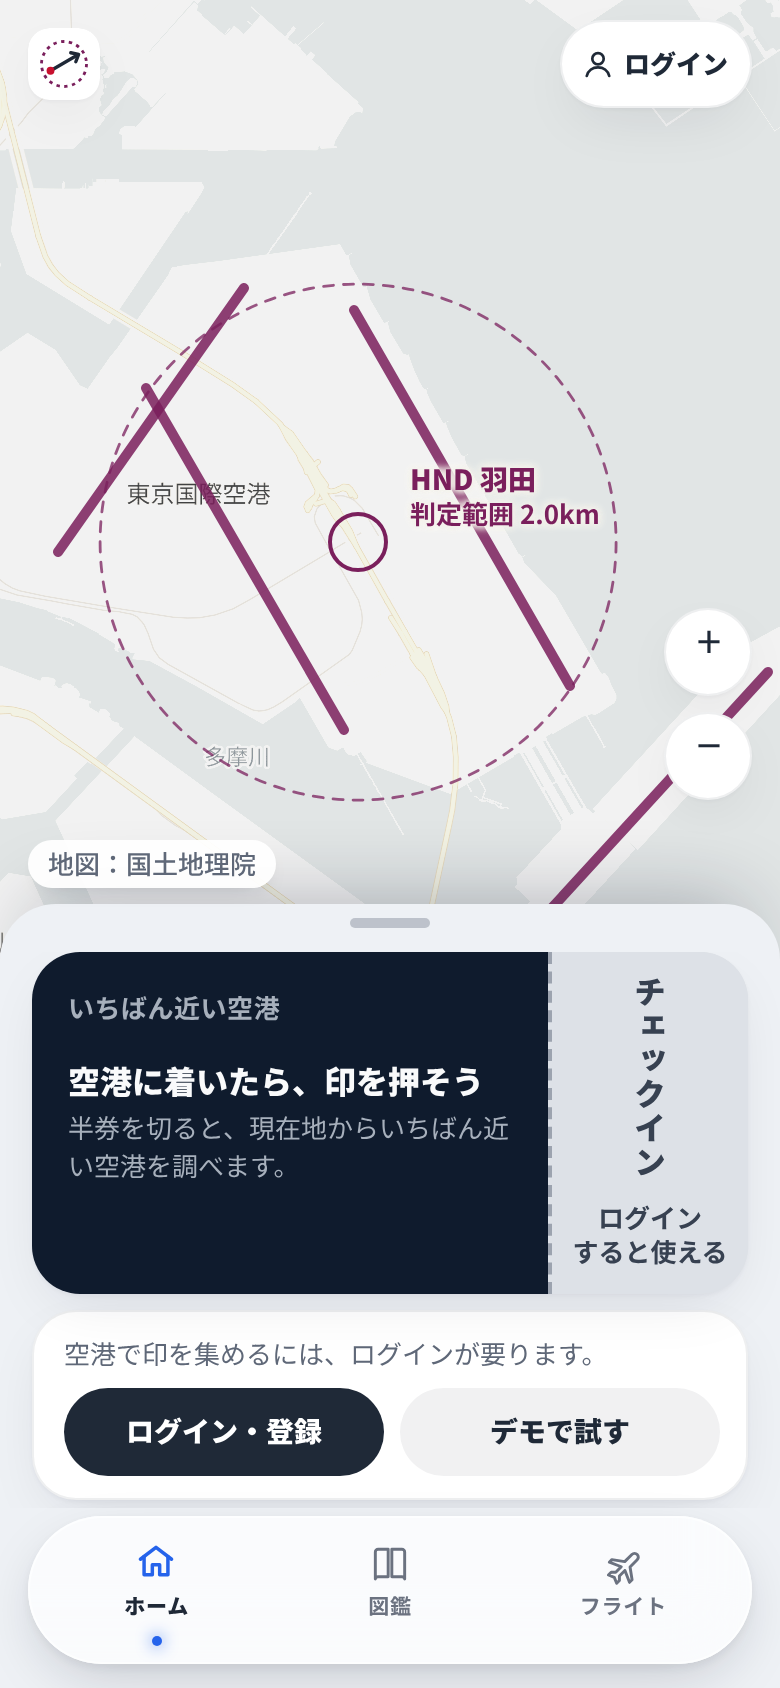 ログイン
東京国際空港
HND 羽田
判定範囲 2.0km
+
−
多摩川
地図：国土地理院
いちばん近い空港
空港に着いたら、印を押そう
半券を切ると、現在地からいちばん近
い空港を調べます。
チェックイン
ログイン
すると使える
空港で印を集めるには、ログインが要ります。
ログイン・登録
デモで試す
ホーム
図鑑
フライト